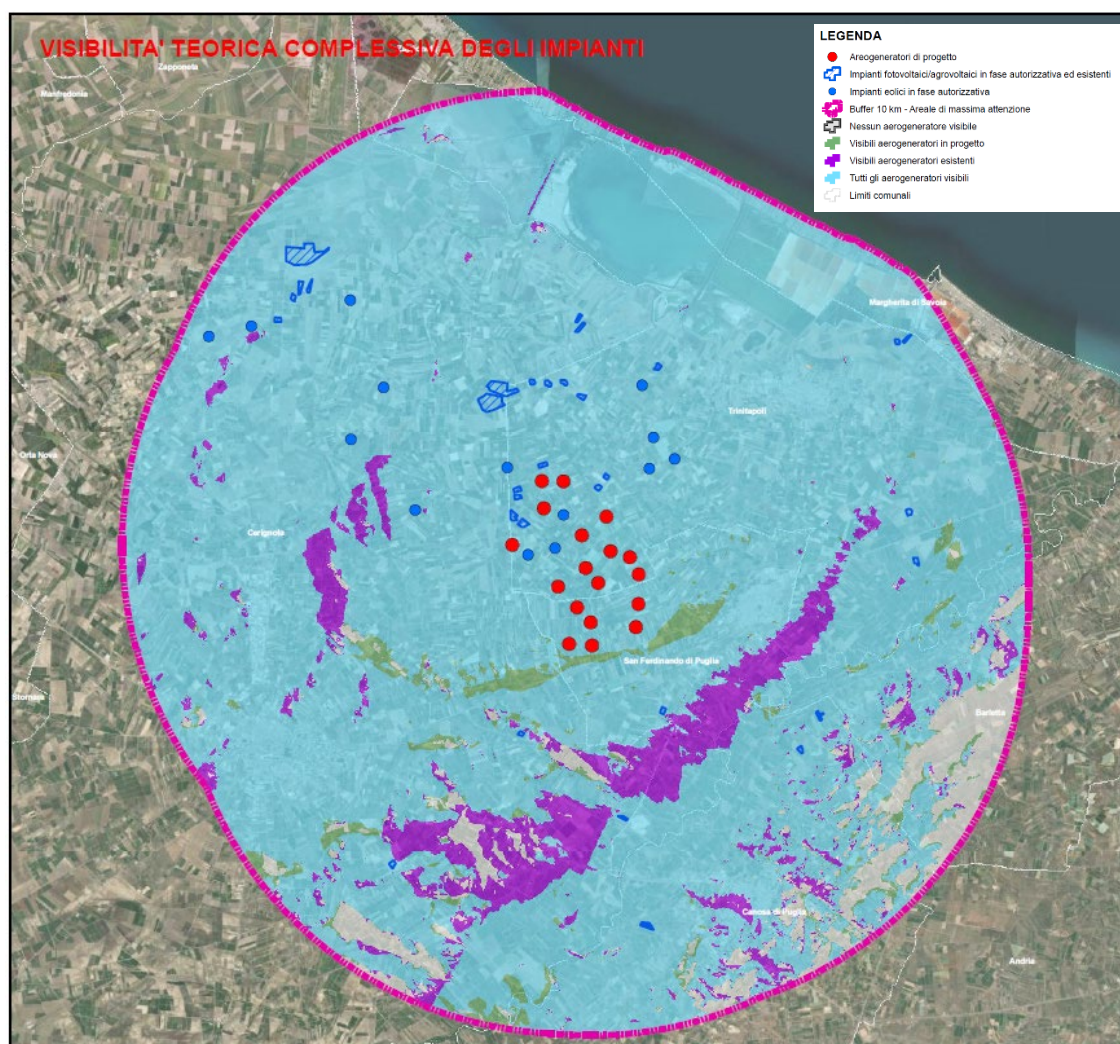 VISIBILITA' TEORICA COMPLESSIVA DEGLI IMPIANTI
LEGENDA
Areogeneratori di progetto
Impianti fotovoltaici/agrovoltaici in fase autorizzativa ed esistenti
Impianti eolici in fase autorizzativa
Buffer 10 km - Areale di massima attenzione
Nessun aerogeneratore visibile
Visibili aerogeneratori in progetto
Visibili aerogeneratori esistenti
Tutti gli aerogeneratori visibili
Limiti comunali
Zapponeta
Manfredonia
Margherita di Savoia
Trinitapoli
Orta Nova
Cerignola
San Ferdinando di Puglia
Stornara
Barletta
Canosa di Puglia
Andria